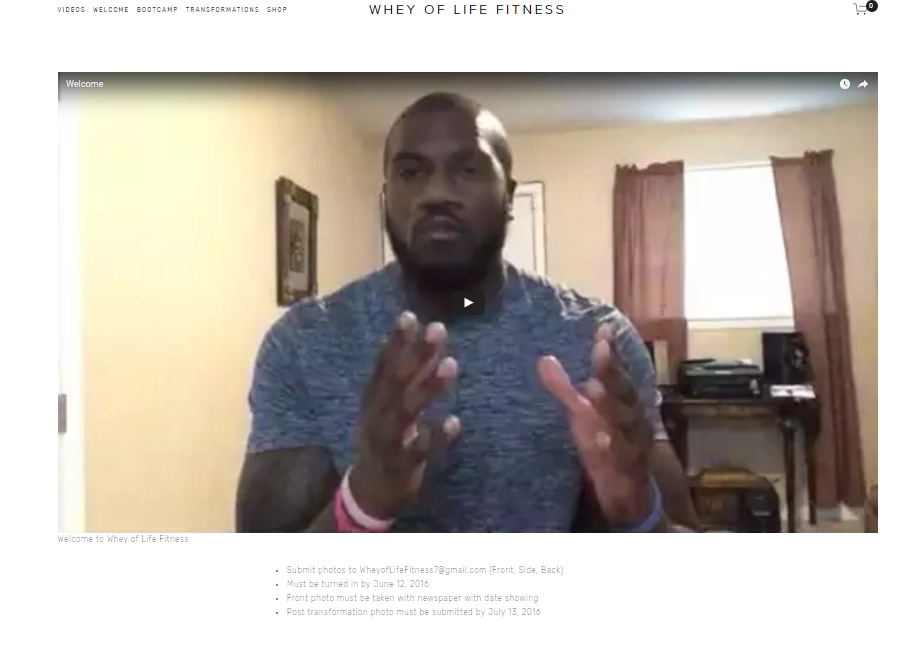 VIDEOS WELCOME BOOTCAMP TRANSFORMATIONS SHOP
WHEY OF LIFE FITNESS
0
Welcome
Welcome to Whey of Life Fitness
Submit photos to WheyofLifeFitness7@gmail.com (Front, Side, Back)
Must be turned in by June 12, 2016
Front photo must be taken with newspaper with date showing
Post transformation photo must be submitted by July 13, 2016